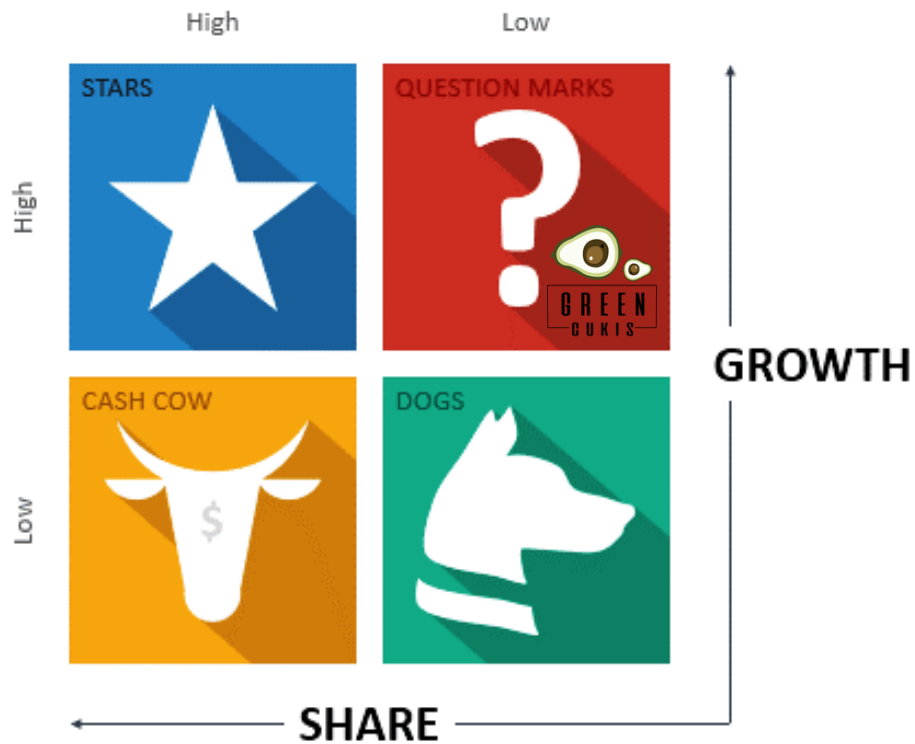 High
Low
STARS
QUESTION MARKS
High
GREEN
CUKIS
GROWTH
CASH COW
DOGS
$
Low
SHARE